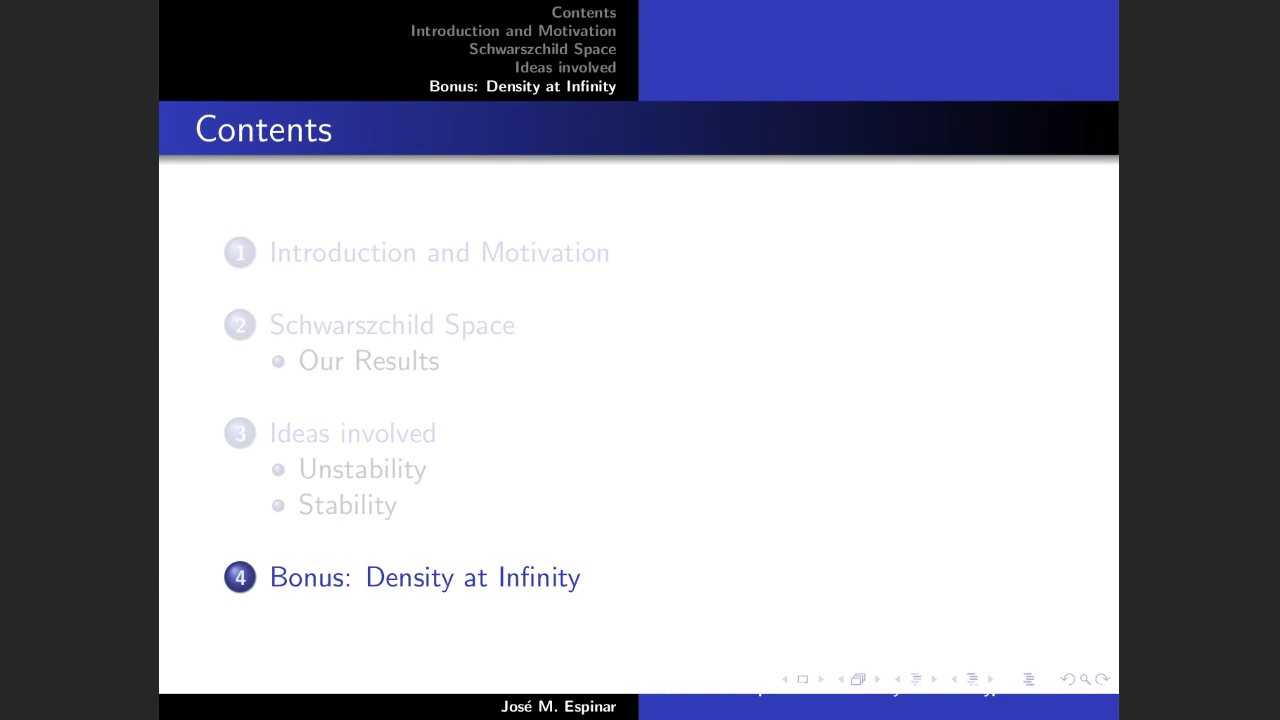 Contents
Introduction and Motivation
Schwarszchild Space
Ideas involved
Bonus: Density at Infinity
Contents
1 Introduction and Motivation
2 Schwarszchild Space
Our Results
3 Ideas involved
Unstability
Stability
4 Bonus: Density at Infinity
José M. Espinar